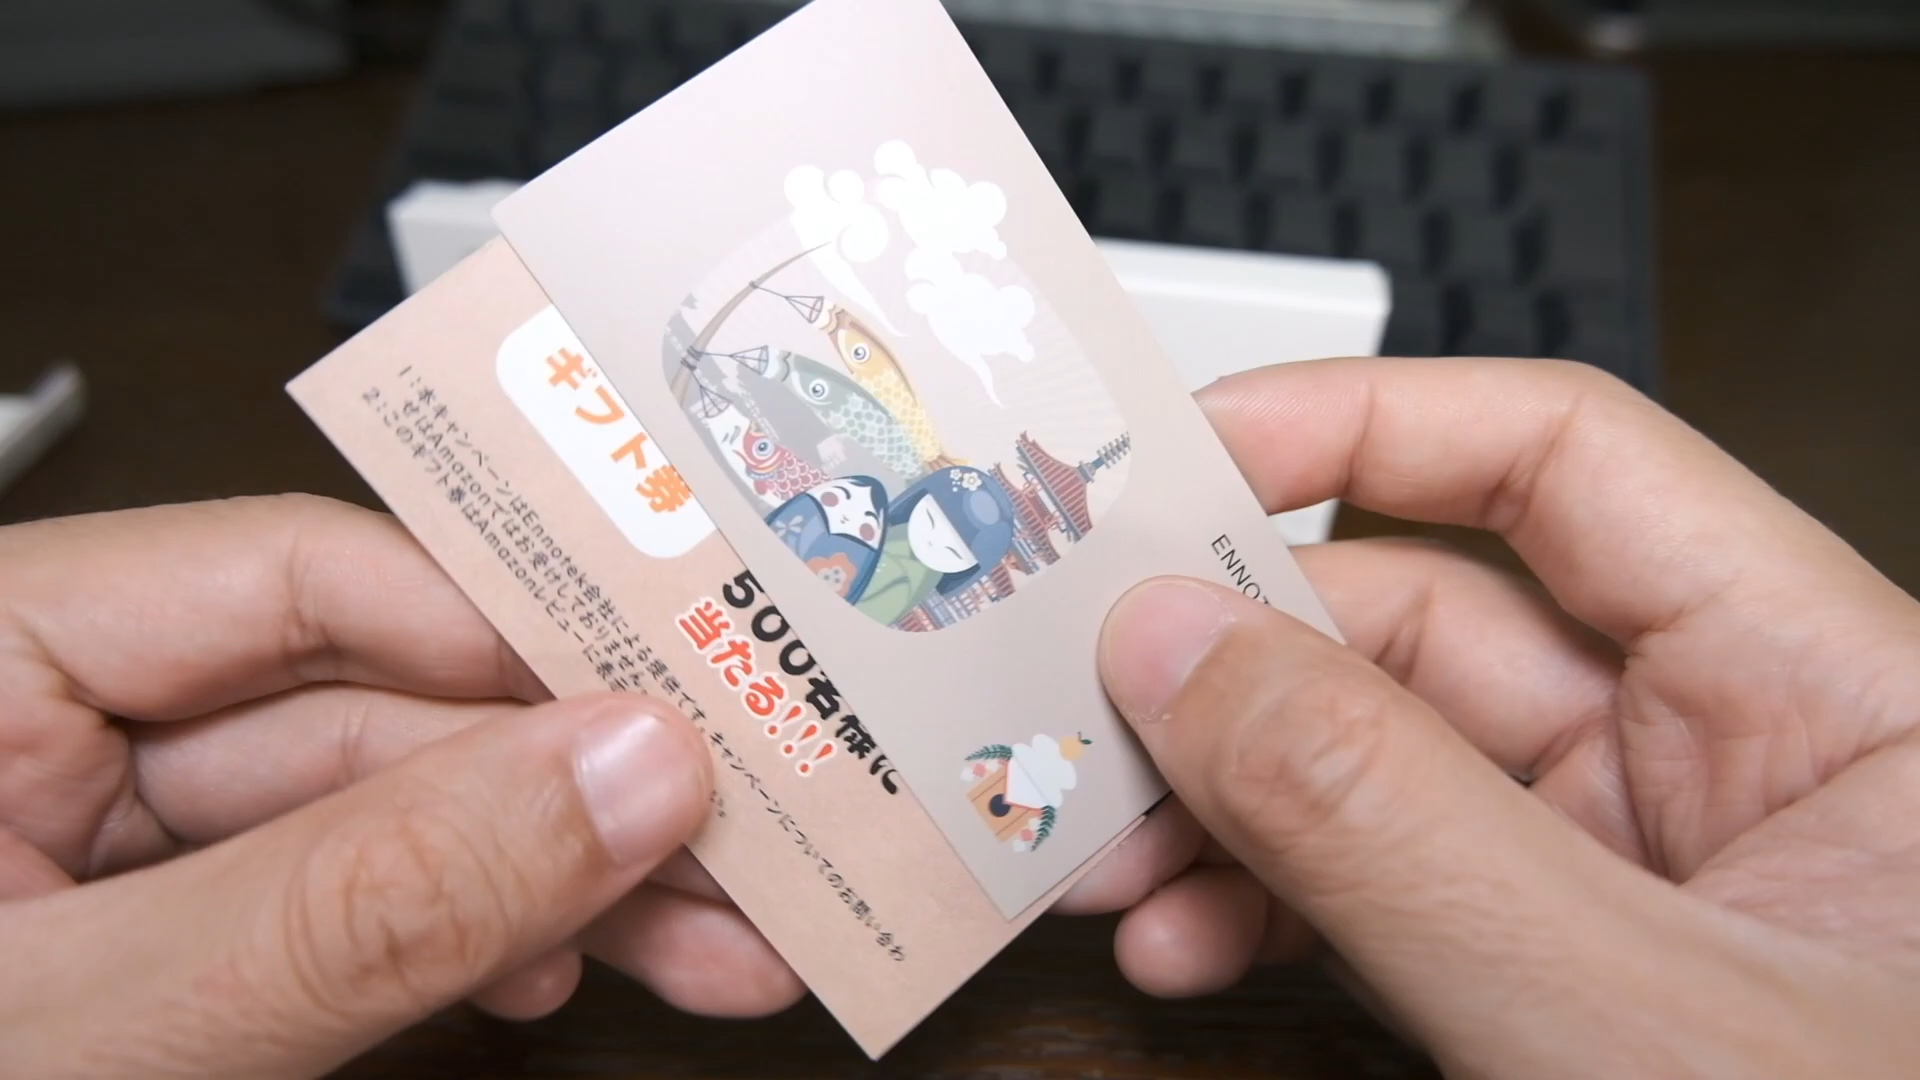 ギフト券
500名様に
当たる!!!
1:本キャンペーンはEnnotek会社による提供です。キャンペーンについてのお問い合わ
せはAmazonではお受けしておりません
2:このギフト券はAmazonレビューに表示
ENNOT